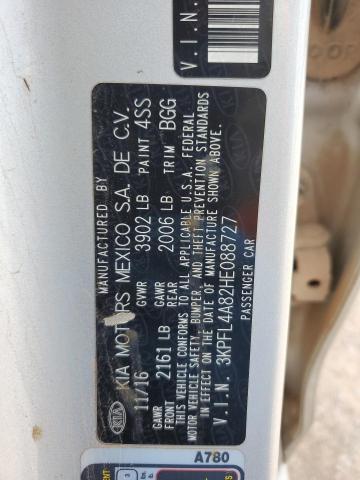 V.I.N.
MANUFACTURED BY
KIA MOTORS MEXICO S.A. DE C.V.
11/16 GVWR 3902 LB PAINT 4SS
GAWR FRONT 2161 LB GAWR REAR 2006 LB TRIM BGG
THIS VEHICLE CONFORMS TO ALL APPLICABLE U.S.A. FEDERAL
MOTOR VEHICLE SAFETY, BUMPER, AND THEFT PREVENTION STANDARDS
IN EFFECT ON THE DATE OF MANUFACTURE SHOWN ABOVE.
V.I.N. 3KPFL4A82HE088727
PASSENGER CAR
KIA
A780